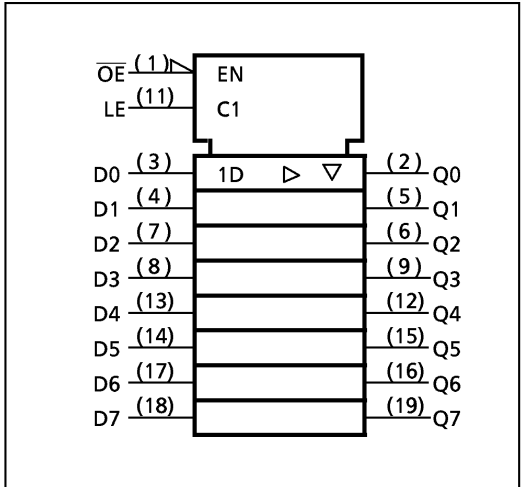 O̅E̅ (1) EN
LE (11) C1
D0 (3) 1D (2) Q0
D1 (4) (5) Q1
D2 (7) (6) Q2
D3 (8) (9) Q3
D4 (13) (12) Q4
D5 (14) (15) Q5
D6 (17) (16) Q6
D7 (18) (19) Q7